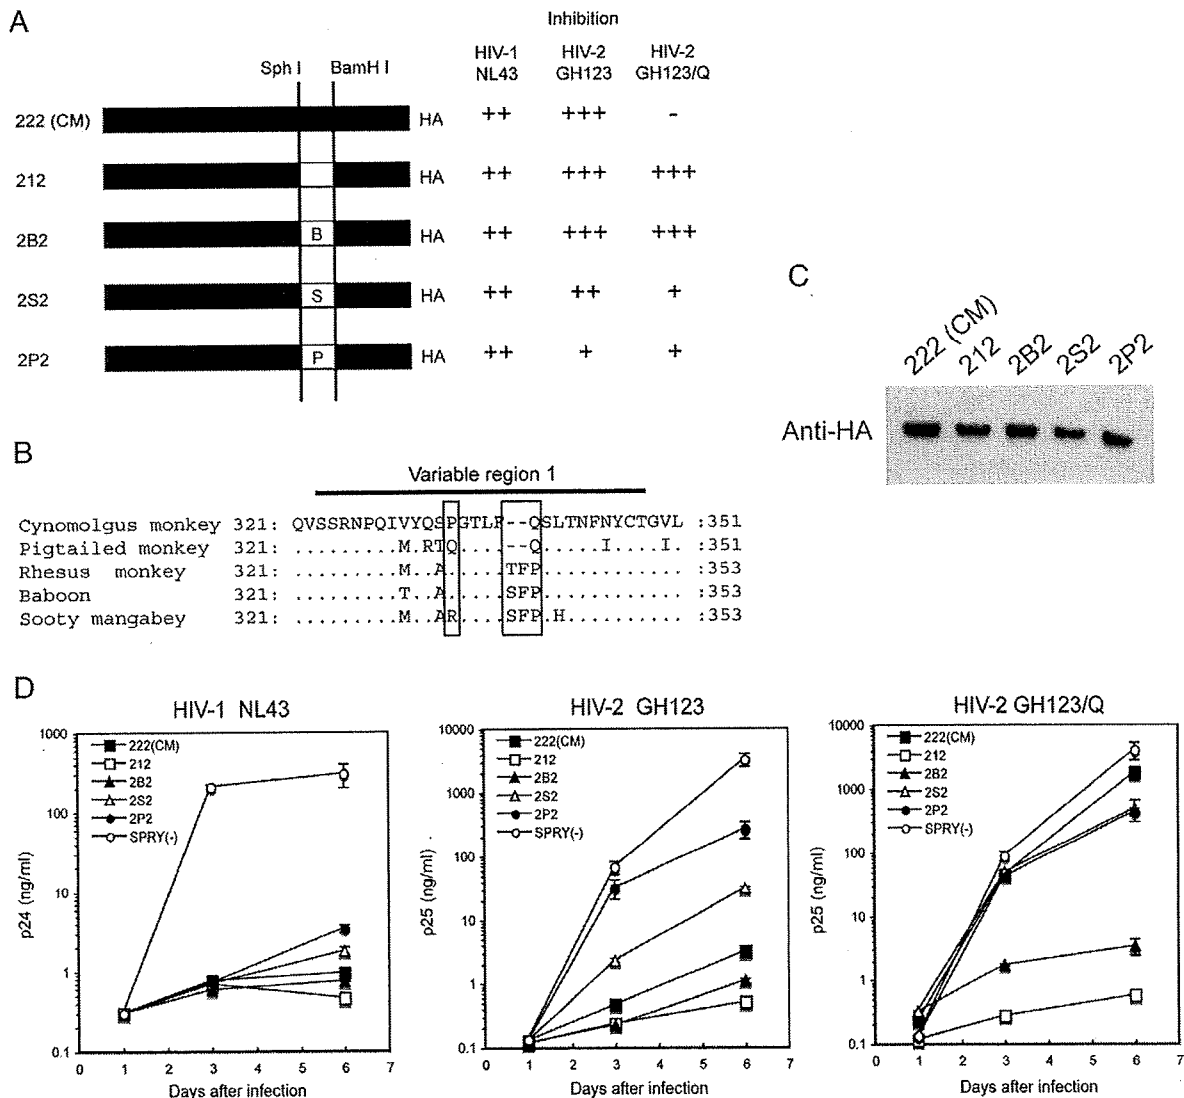 A
Inhibition
HIV-1 NL43
HIV-2 GH123
HIV-2 GH123/Q
Sph I
BamH I
222 (CM) HA ++ +++ -
212 HA ++ +++ +++
2B2 B HA ++ +++ +++
2S2 S HA ++ ++ +
2P2 P HA ++ + +
C
222 (CM)
212
2B2
2S2
2P2
Anti-HA
B
Variable region 1
Cynomolgus monkey 321: QVSSRNPQIVYQSPGTLF--QSLTNFNYCTGVL :351
Pigtailed monkey 321: ..........M.RTQ.....--Q.......I....I. :351
Rhesus monkey 321: ..........M..A......TFP.............. :353
Baboon 321: ..........T..A......SFP.............. :353
Sooty mangabey 321: ..........M..AR.....SFP.H............ :353
D
HIV-1 NL43
1000
100
10
1
0.1
p24 (ng/ml)
222(CM)
212
2B2
2S2
2P2
SPRY(-)
0 1 2 3 4 5 6 7
Days after infection
HIV-2 GH123
10000
1000
100
10
1
0.1
p25 (ng/ml)
222(CM)
212
2B2
2S2
2P2
SPRY(-)
0 1 2 3 4 5 6 7
Days after infection
HIV-2 GH123/Q
10000
1000
100
10
1
0.1
p25 (ng/ml)
222(CM)
212
2B2
2S2
2P2
SPRY(-)
0 1 2 3 4 5 6 7
Days after infection